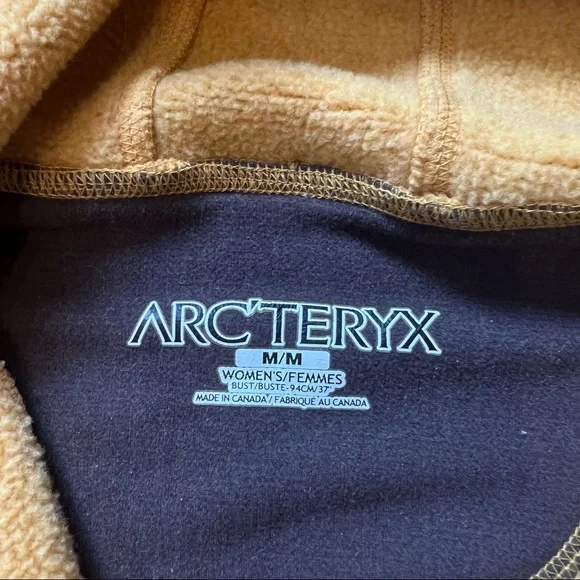 ARC'TERYX
M/M
WOMEN'S/FEMMES
BUST/BUSTE-94CM/37"
MADE IN CANADA / FABRIQUÉ AU CANADA